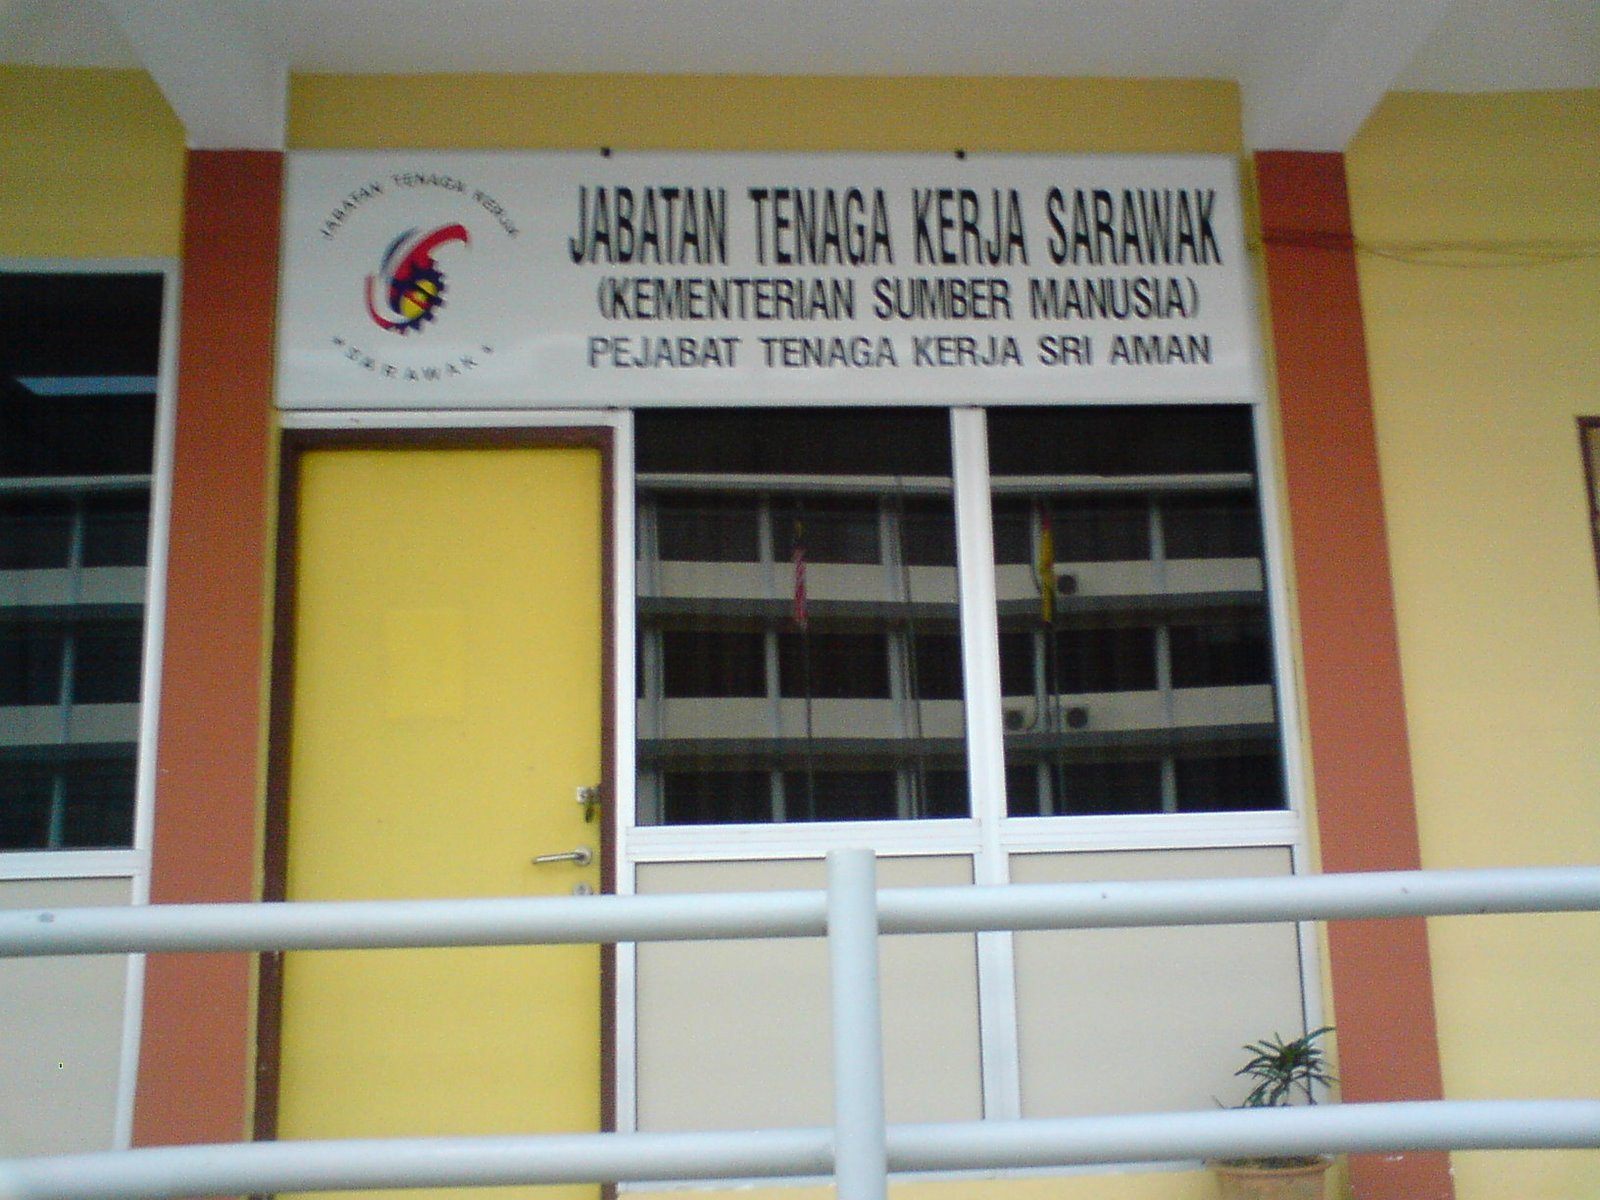 JABATAN TENAGA KERJA
* SARAWAK *
JABATAN TENAGA KERJA SARAWAK
(KEMENTERIAN SUMBER MANUSIA)
PEJABAT TENAGA KERJA SRI AMAN